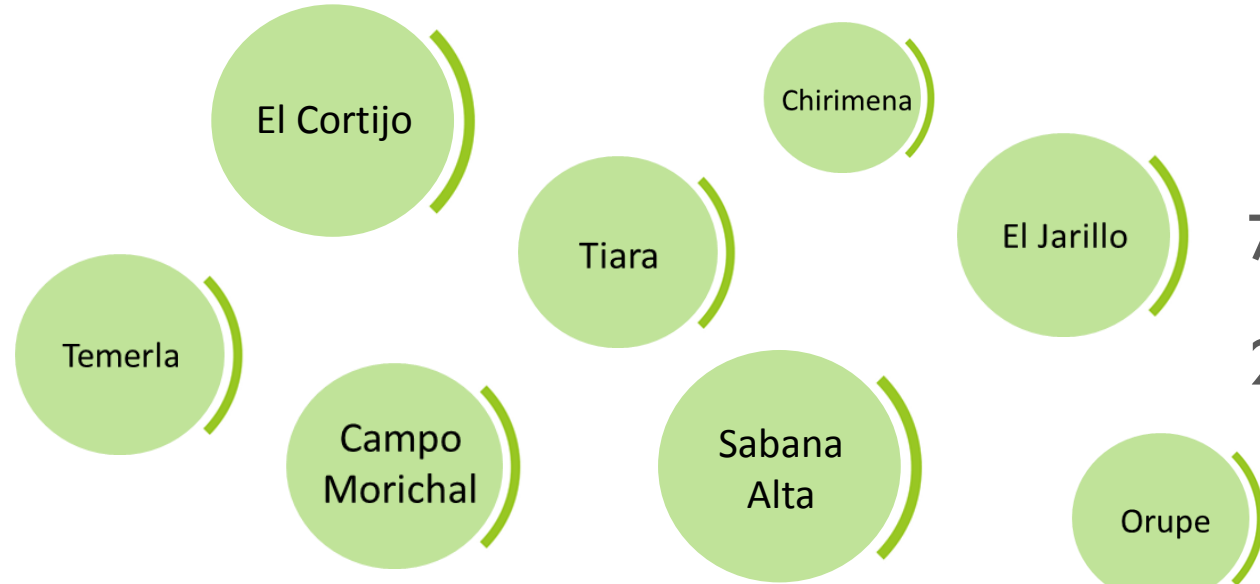 El Cortijo
Chirimena
Tiara
El Jarillo
Temerla
Campo
Morichal
Sabana
Alta
Orupe